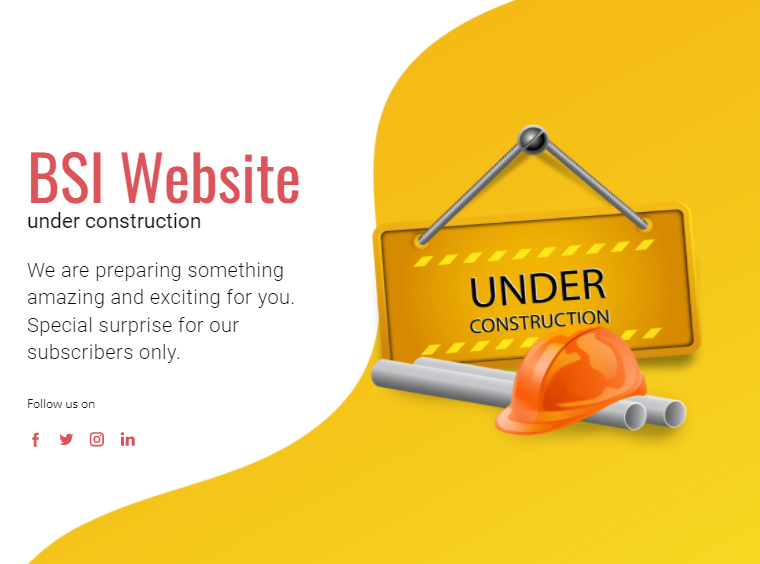 BSI Website
under construction
We are preparing something
amazing and exciting for you.
Special surprise for our
subscribers only.
Follow us on
UNDER
CONSTRUCTION